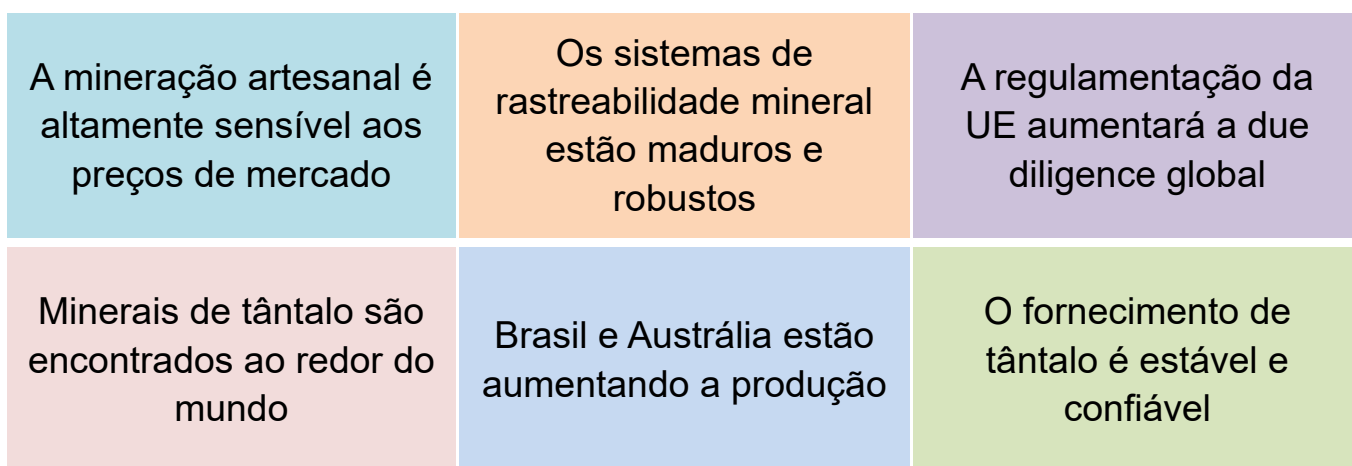 A mineração artesanal é
altamente sensível aos
preços de mercado
Os sistemas de
rastreabilidade mineral
estão maduros e
robustos
A regulamentação da
UE aumentará a due
diligence global
Minerais de tântalo são
encontrados ao redor do
mundo
Brasil e Austrália estão
aumentando a produção
O fornecimento de
tântalo é estável e
confiável